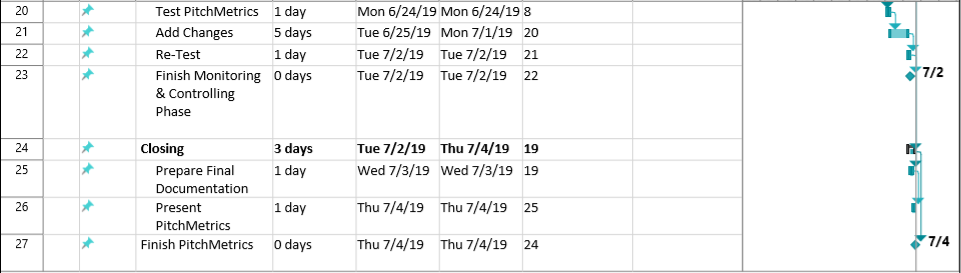 20 Test PitchMetrics 1 day Mon 6/24/19 Mon 6/24/19 8
21 Add Changes 5 days Tue 6/25/19 Mon 7/1/19 20
22 Re-Test 1 day Tue 7/2/19 Tue 7/2/19 21
23 Finish Monitoring 0 days Tue 7/2/19 Tue 7/2/19 22 7/2
& Controlling
Phase
24 Closing 3 days Tue 7/2/19 Thu 7/4/19 19
25 Prepare Final 1 day Wed 7/3/19 Wed 7/3/19 19
Documentation
26 Present 1 day Thu 7/4/19 Thu 7/4/19 25
PitchMetrics
27 Finish PitchMetrics 0 days Thu 7/4/19 Thu 7/4/19 24 7/4